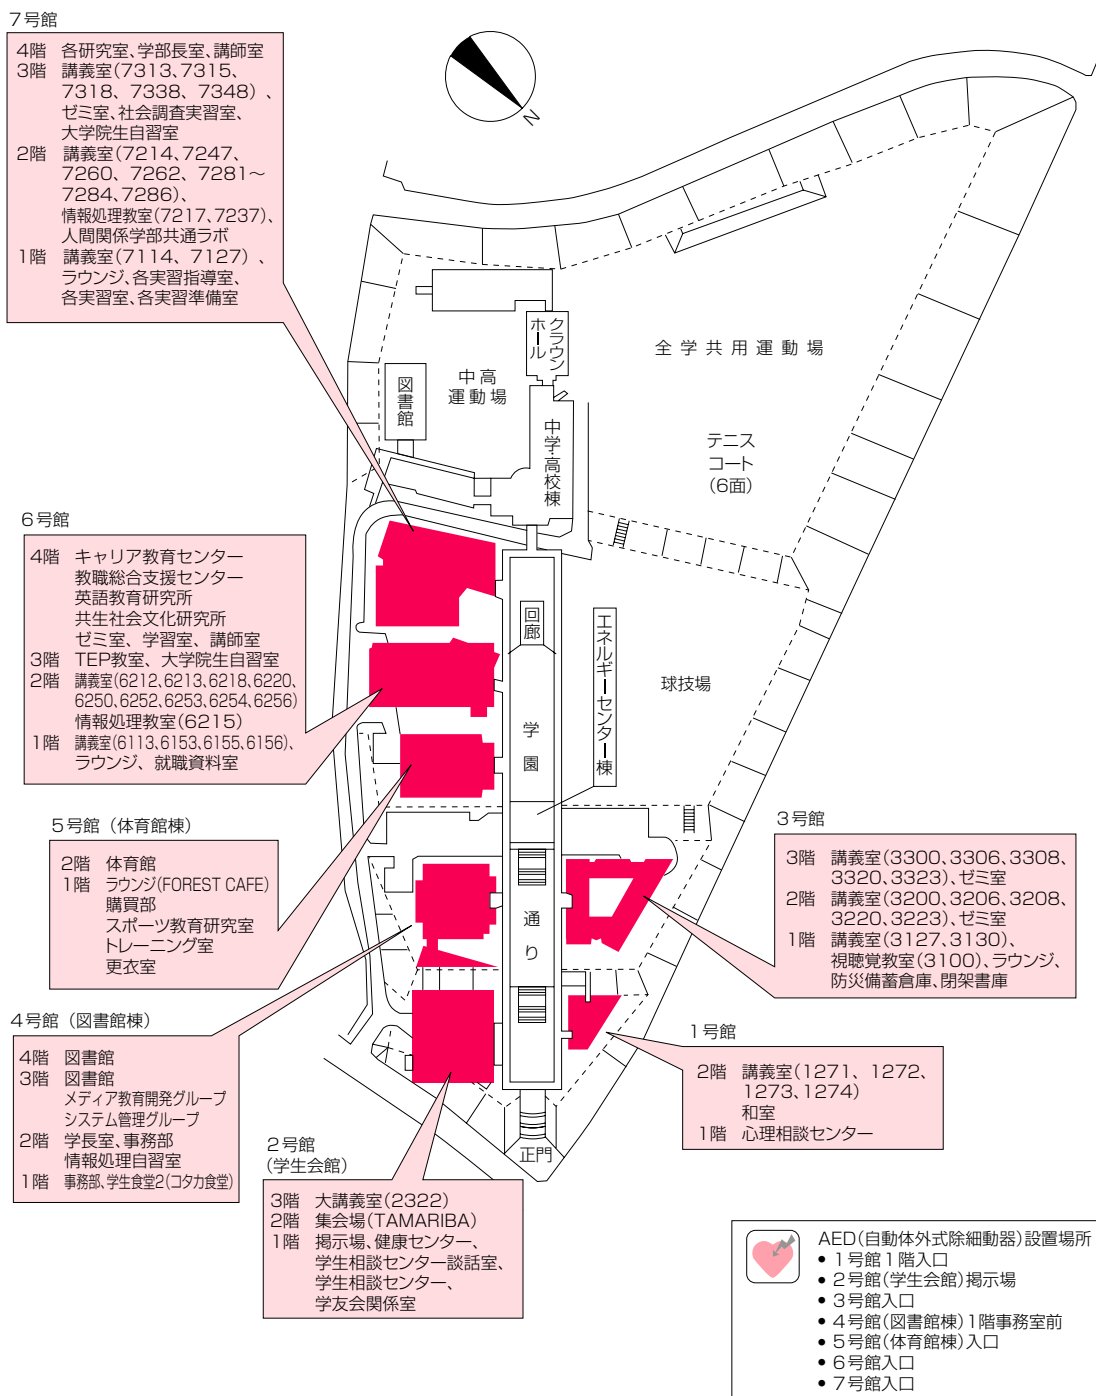 7号館
4階 各研究室、学部長室、講師室
3階 講義室(7313、7315、
7318、7338、7348)、
ゼミ室、社会調査実習室、
大学院生自習室
2階 講義室(7214、7247、
7260、7262、7281～
7284、7286)、
情報処理教室(7217、7237)、
人間関係学部共通ラボ
1階 講義室(7114、7127)、
ラウンジ、各実習指導室、
各実習室、各実習準備室
N
クラウン
ホール
中高
運動場
図書館
中学・高校棟
全学共用運動場
テニス
コート
(6面)
6号館
4階 キャリア教育センター
教職総合支援センター
英語教育研究所
共生社会文化研究所
ゼミ室、学習室、講師室
3階 TEP教室、大学院生自習室
2階 講義室(6212、6213、6218、6220、
6250、6252、6253、6254、6256)
情報処理教室(6215)
1階 講義室(6113、6153、6155、6156)、
ラウンジ、就職資料室
回廊
エネルギーセンター棟
球技場
学園
通り
5号館(体育館棟)
2階 体育館
1階 ラウンジ(FOREST CAFE)
購買部
スポーツ教育研究室
トレーニング室
更衣室
3号館
3階 講義室(3300、3306、3308、
3320、3323)、ゼミ室
2階 講義室(3200、3206、3208、
3220、3223)、ゼミ室
1階 講義室(3127、3130)、
視聴覚教室(3100)、ラウンジ、
防災備蓄倉庫、閉架書庫
4号館(図書館棟)
4階 図書館
3階 図書館
メディア教育開発グループ
システム管理グループ
2階 学長室、事務部
情報処理自習室
1階 事務部、学生食堂2(コタカ食堂)
1号館
2階 講義室(1271、1272、
1273、1274)
和室
1階 心理相談センター
正門
2号館
(学生会館)
3階 大講義室(2322)
2階 集会場(TAMARIBA)
1階 掲示場、健康センター、
学生相談センター談話室、
学生相談センター、
学友会関係室
AED(自動体外式除細動器)設置場所
• 1号館1階入口
• 2号館(学生会館)掲示場
• 3号館入口
• 4号館(図書館棟)1階事務室前
• 5号館(体育館棟)入口
• 6号館入口
• 7号館入口